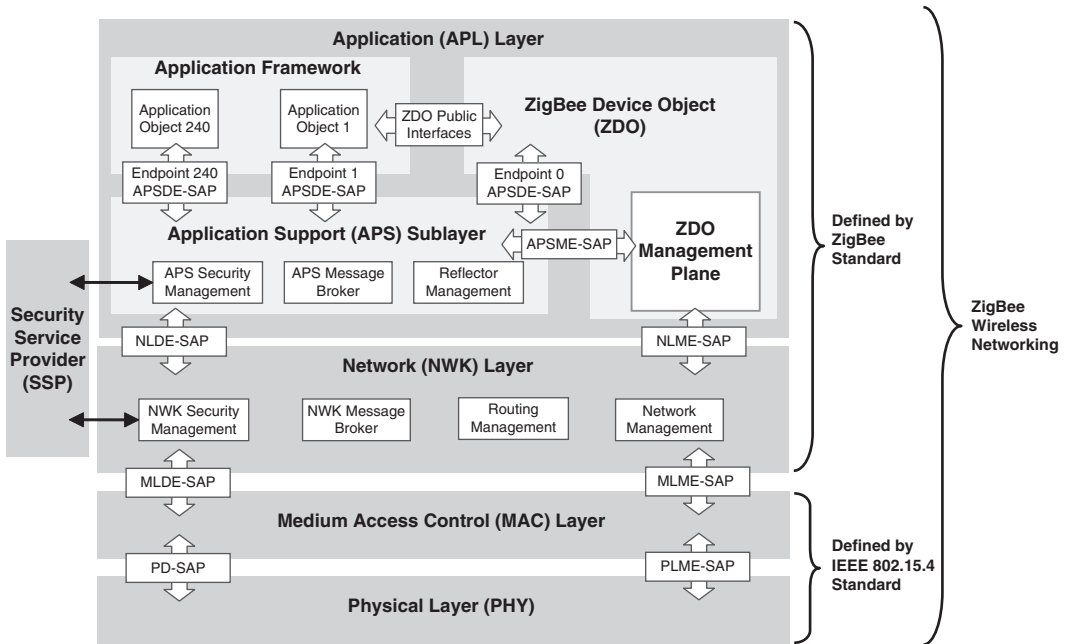 Application (APL) Layer
Application Framework
Application
Object 240
Application
Object 1
ZDO Public
Interfaces
ZigBee Device Object
(ZDO)
Endpoint 240
APSDE-SAP
Endpoint 1
APSDE-SAP
Endpoint 0
APSDE-SAP
Application Support (APS) Sublayer
APSME-SAP
ZDO
Management
Plane
APS Security
Management
APS Message
Broker
Reflector
Management
Security
Service
Provider
(SSP)
NLDE-SAP
NLME-SAP
Network (NWK) Layer
NWK Security
Management
NWK Message
Broker
Routing
Management
Network
Management
MLDE-SAP
MLME-SAP
Medium Access Control (MAC) Layer
PD-SAP
PLME-SAP
Physical Layer (PHY)
Defined by
ZigBee
Standard
Defined by
IEEE 802.15.4
Standard
ZigBee
Wireless
Networking